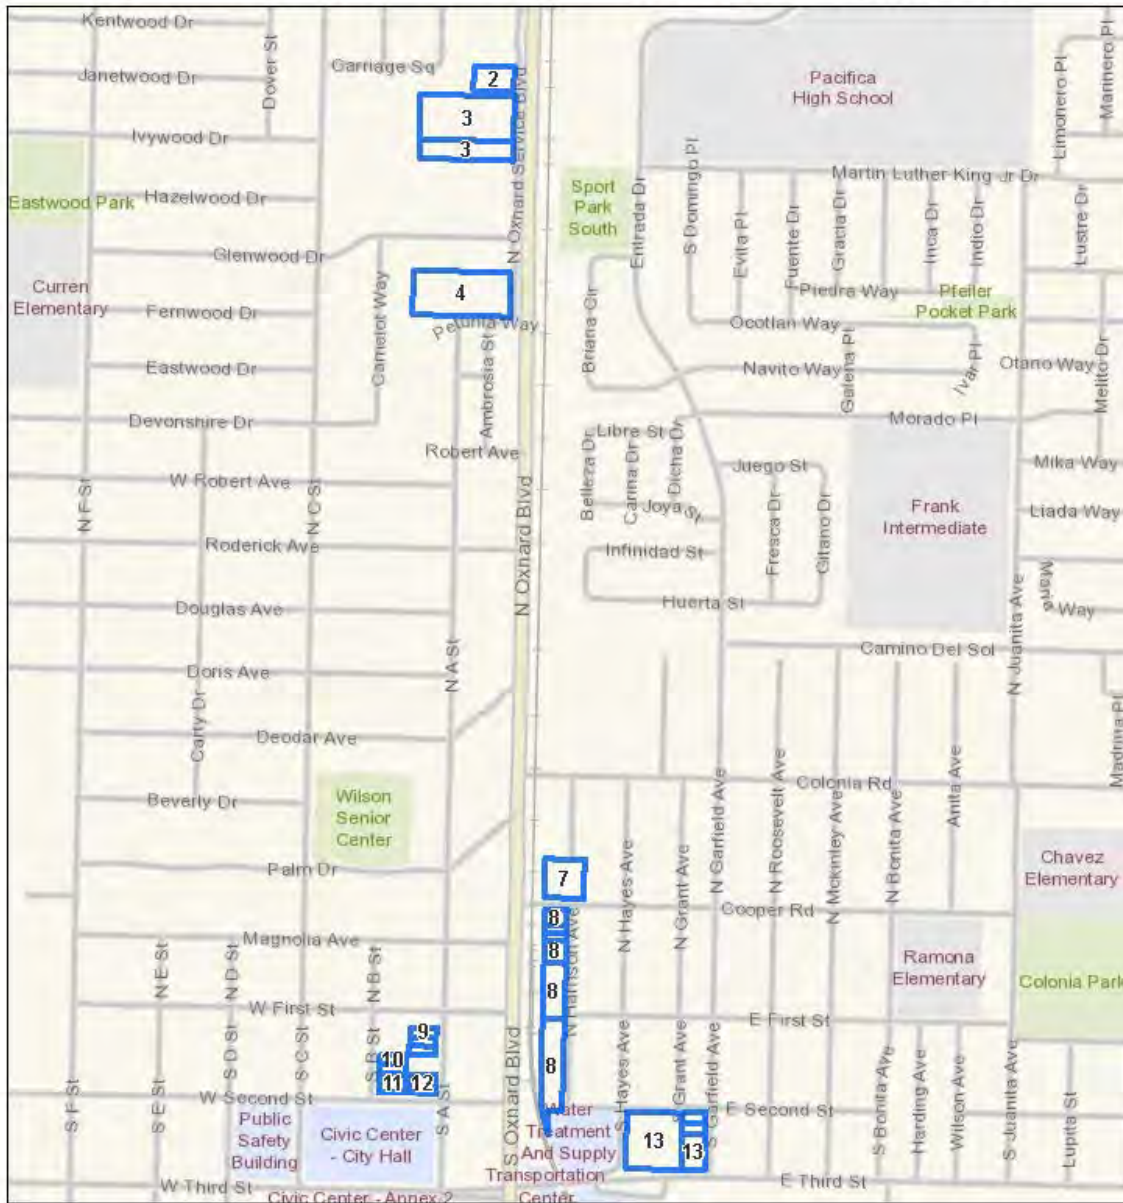 Kentwood Dr
Janetwood Dr
Dover St
Carriage Sq
2
3
3
N Oxnard Service Blvd
Pacifica
High School
Limonero Pl
Marinero Pl
Ivywood Dr
Eastwood Park
Hazelwood Dr
Sport
Park
South
Entrada Dr
S Domingo Pl
Martin Luther King Jr Dr
Evita Pl
Puente Dr
Gracia Dr
Inca Dr
Indio Dr
Lustre Dr
Glenwood Dr
Curren
Elementary
Fernwood Dr
Camelot Way
4
Petunia Way
Ambrosia St
Briana Cir
Piedra Way
Pfeiler
Pocket Park
Ocotlan Way
Eastwood Dr
Navito Way
Galena Pl
Ivar Pl
Otano Way
Melito Dr
Devonshire Dr
Morado Pl
Robert Ave
Belleza Dr
Libre St
Carina Dr
Dicha Dr
Joya St
Juego St
Mika Way
N F St
W Robert Ave
N C St
N Oxnard Blvd
Fresca Dr
Gitano Dr
Frank
Intermediate
Liada Way
Roderick Ave
Infinidad St
Marie
Way
Douglas Ave
Huerta St
N Juanita Ave
Camino Del Sol
Doris Ave
N A St
Carty Dr
Deodar Ave
Madrina Pl
Colonia Rd
Beverly Dr
Wilson
Senior
Center
N Hayes Ave
N Grant Ave
N Garfield Ave
N Roosevelt Ave
N Mckinley Ave
N Bonita Ave
Anita Ave
Palm Dr
7
Chavez
Elementary
Cooper Rd
8
8
8
8
N Harrison Ave
Magnolia Ave
N E St
N D St
N B St
Ramona
Elementary
Colonia Park
W First St
E First St
9
10
11
12
S F St
S E St
S D St
S C St
S B St
S A St
S Oxnard Blvd
S Hayes Ave
S Grant Ave
S Garfield Ave
S Bonita Ave
Harding Ave
Wilson Ave
S Juanita Ave
Lupita St
W Second St
E Second St
Public
Safety
Building
Civic Center
- City Hall
Water
Treatment
And Supply
Transportation
Center
13
13
W Third St
Civic Center - Annex 2
E Third St